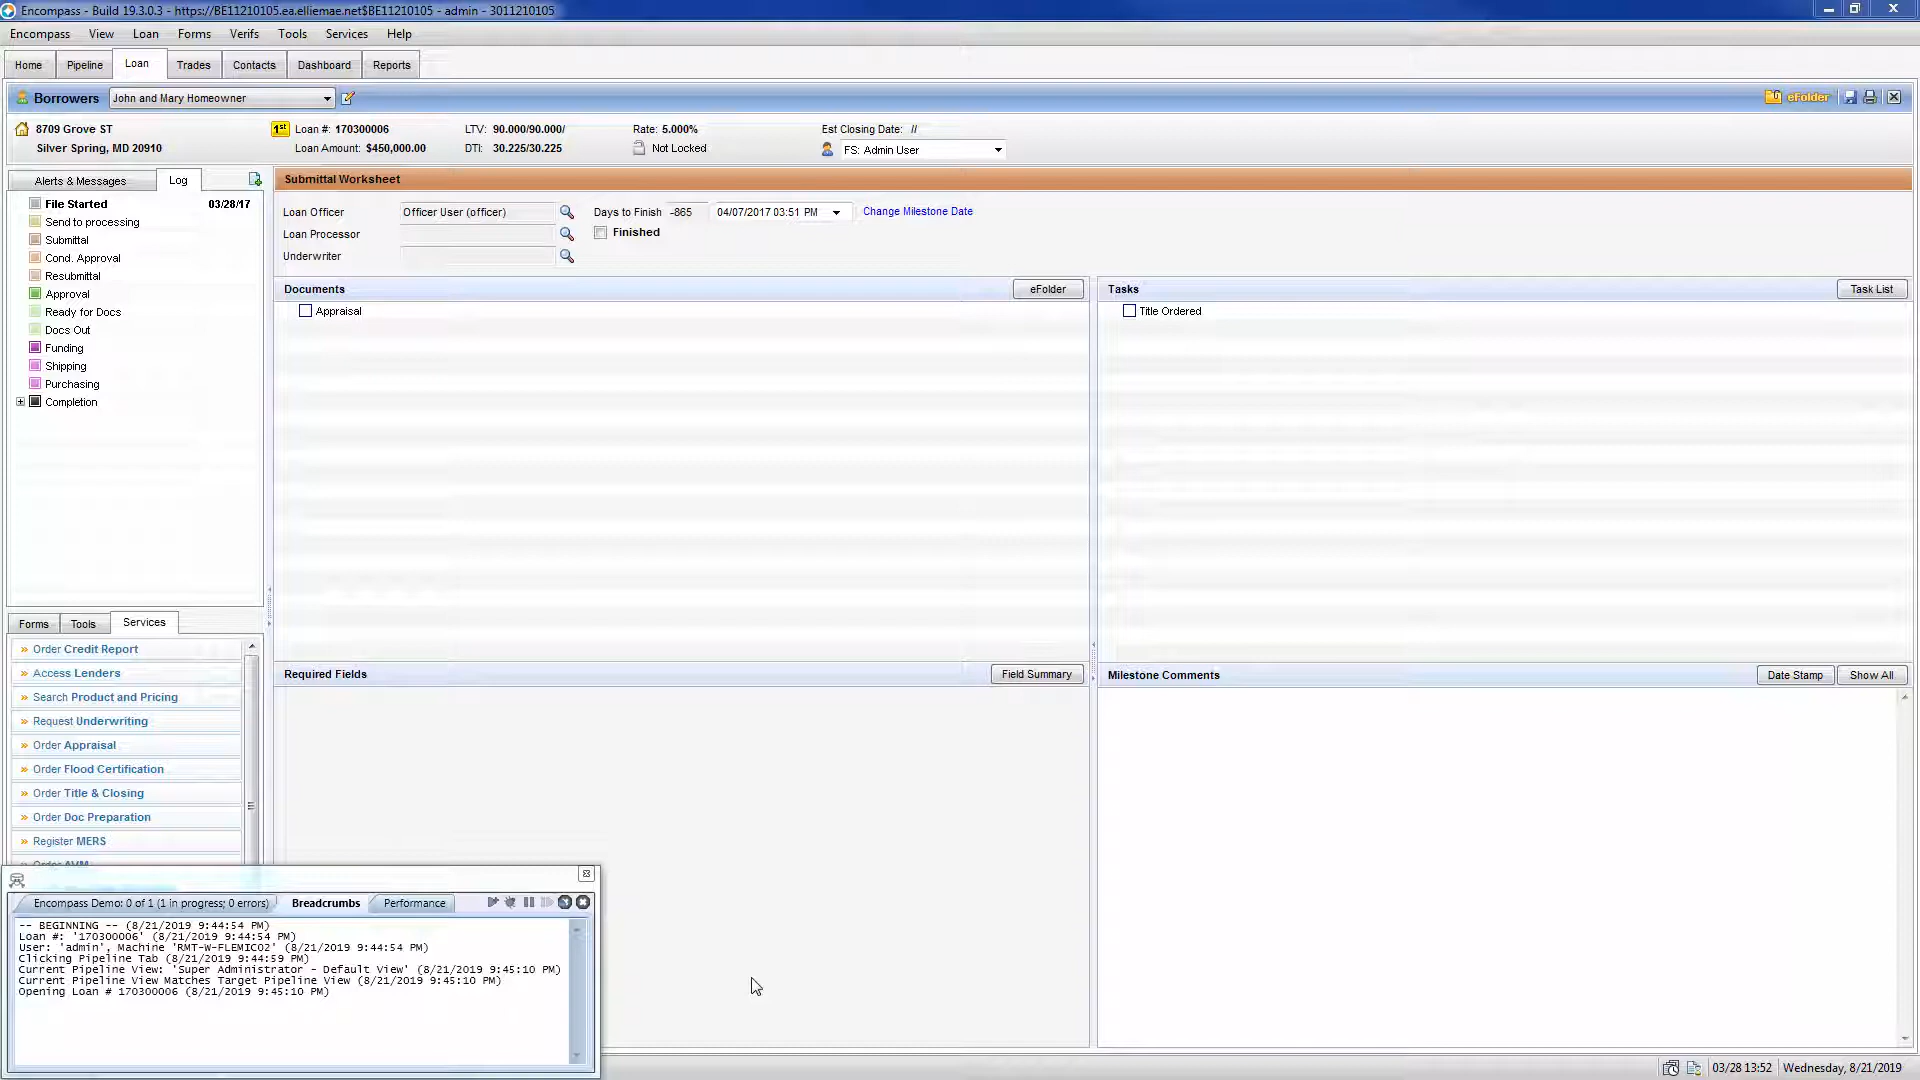 Encompass - Build 19.3.0.3 - https://BE11210105.ea.elliemae.net$BE11210105 - admin - 3011210105
Encompass View Loan Forms Verifs Tools Services Help
Home Pipeline Loan Trades Contacts Dashboard Reports
Borrowers John and Mary Homeowner eFolder
8709 Grove ST 1st Loan #: 170300006 LTV: 90.000/90.000/ Rate: 5.000% Est Closing Date: //
Silver Spring, MD 20910 Loan Amount: $450,000.00 DTI: 30.225/30.225 Not Locked FS: Admin User
Alerts & Messages Log
File Started 03/28/17
Send to processing
Submittal
Cond. Approval
Resubmittal
Approval
Ready for Docs
Docs Out
Funding
Shipping
Purchasing
Completion
Submittal Worksheet
Loan Officer Officer User (officer) Days to Finish -865 04/07/2017 03:51 PM Change Milestone Date
Loan Processor Finished
Underwriter
Documents eFolder
Appraisal
Tasks Task List
Title Ordered
Required Fields Field Summary
Milestone Comments Date Stamp Show All
Forms Tools Services
» Order Credit Report
» Access Lenders
» Search Product and Pricing
» Request Underwriting
» Order Appraisal
» Order Flood Certification
» Order Title & Closing
» Order Doc Preparation
» Register MERS
» Order AVM
Encompass Demo: 0 of 1 (1 in progress; 0 errors) Breadcrumbs Performance
-- BEGINNING -- (8/21/2019 9:44:54 PM)
Loan #: '170300006' (8/21/2019 9:44:54 PM)
User: 'admin', Machine 'RMT-W-FLEMIC02' (8/21/2019 9:44:54 PM)
Clicking Pipeline Tab (8/21/2019 9:44:59 PM)
Current Pipeline View: 'Super Administrator - Default View' (8/21/2019 9:45:10 PM)
Current Pipeline View Matches Target Pipeline View (8/21/2019 9:45:10 PM)
Opening Loan # 170300006 (8/21/2019 9:45:10 PM)
03/28 13:52 Wednesday, 8/21/2019